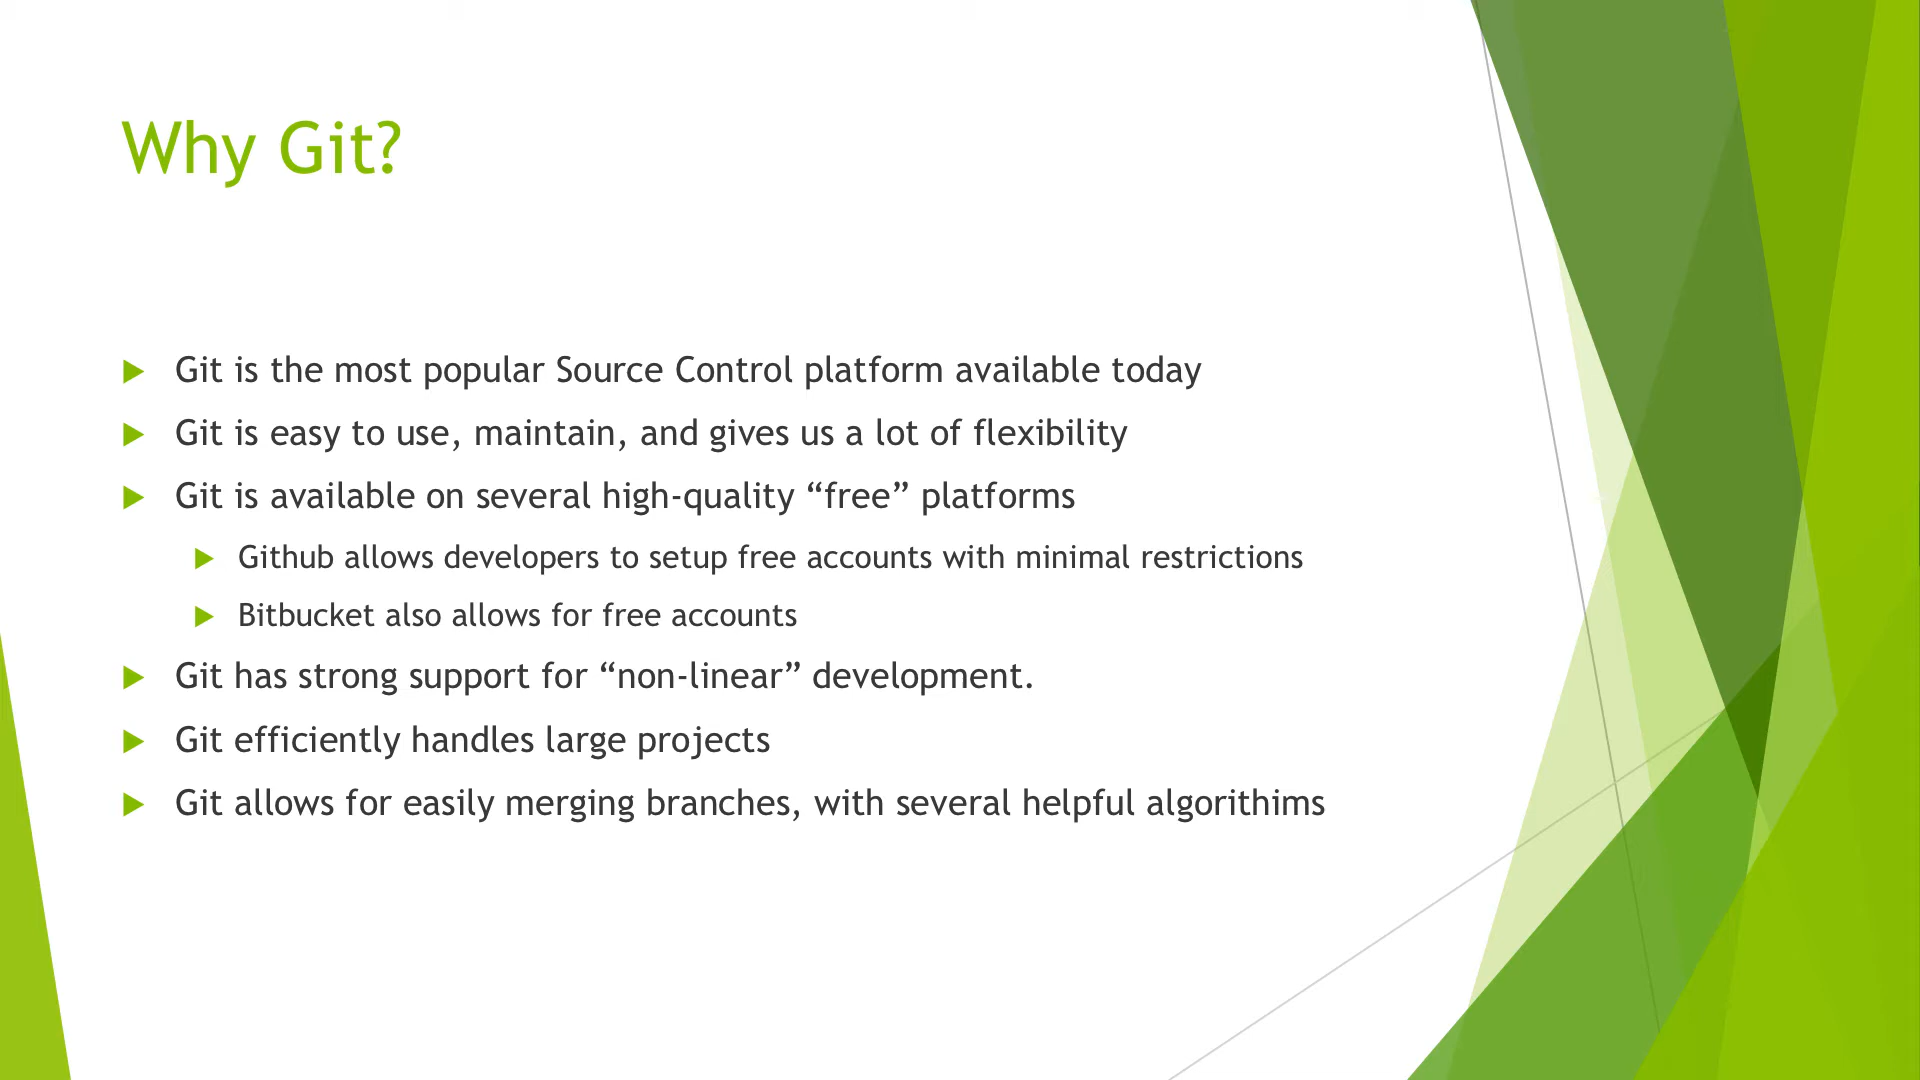 Why Git?
Git is the most popular Source Control platform available today
Git is easy to use, maintain, and gives us a lot of flexibility
Git is available on several high-quality “free” platforms
Github allows developers to setup free accounts with minimal restrictions
Bitbucket also allows for free accounts
Git has strong support for “non-linear” development.
Git efficiently handles large projects
Git allows for easily merging branches, with several helpful algorithims